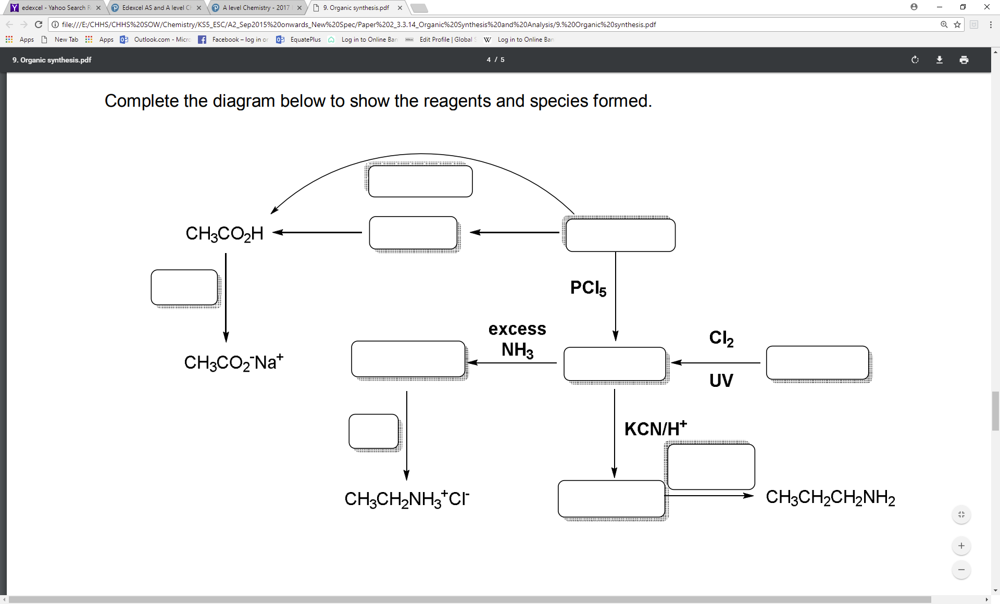 edexcel - Yahoo Search R
Edexcel AS and A level C
A level Chemistry - 2017
9. Organic synthesis.pdf
file:///E:/CHHS/CHHS%20SOW/Chemistry/KS5_ESC/A2_Sep2015%20onwards_New%20Spec/Paper%202_3.3.14_Organic%20Synthesis%20and%20Analysis/9.%20Organic%20synthesis.pdf
Apps New Tab Apps Outlook.com - Micro Facebook – log in or EquatePlus Log in to Online Ban Edit Profile | Global S W Log in to Online Ban
9. Organic synthesis.pdf
4 / 5
Complete the diagram below to show the reagents and species formed.
CH₃CO₂H
PCl₅
excess
NH₃
Cl₂
UV
CH₃CO₂⁻Na⁺
KCN/H⁺
CH₃CH₂NH₃⁺Cl⁻
CH₃CH₂CH₂NH₂